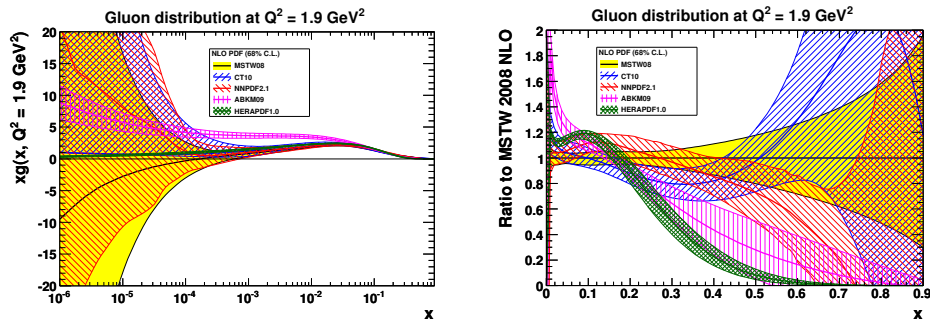 Gluon distribution at Q² = 1.9 GeV²
xg(x, Q² = 1.9 GeV²)
20
15
10
5
0
-5
-10
-15
-20
NLO PDF (68% C.L.)
MSTW08
CT10
NNPDF2.1
ABKM09
HERAPDF1.0
10⁻⁶ 10⁻⁵ 10⁻⁴ 10⁻³ 10⁻² 10⁻¹
x
Gluon distribution at Q² = 1.9 GeV²
Ratio to MSTW 2008 NLO
2
1.8
1.6
1.4
1.2
1
0.8
0.6
0.4
0.2
0
NLO PDF (68% C.L.)
MSTW08
CT10
NNPDF2.1
ABKM09
HERAPDF1.0
0 0.1 0.2 0.3 0.4 0.5 0.6 0.7 0.8 0.9
x